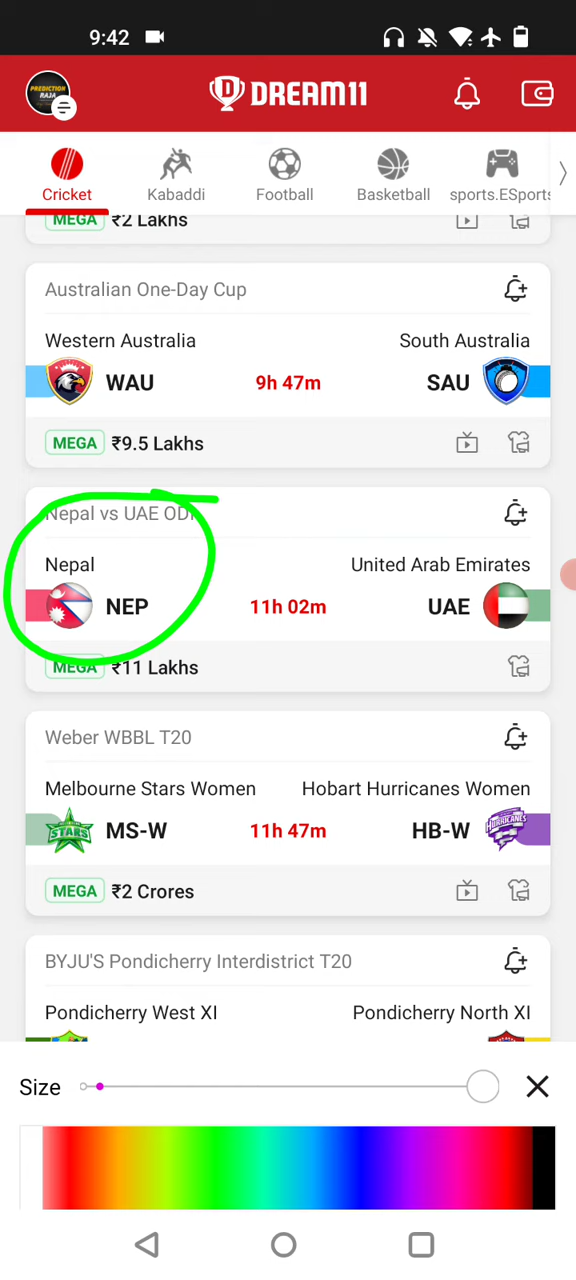 9:42
PREDICTION
RAJA
DREAM11
Cricket
Kabaddi
Football
Basketball
sports.ESports
MEGA ₹2 Lakhs
Australian One-Day Cup
Western Australia South Australia
WAU 9h 47m SAU
MEGA ₹9.5 Lakhs
Nepal vs UAE ODI
Nepal United Arab Emirates
NEP 11h 02m UAE
MEGA ₹11 Lakhs
Weber WBBL T20
Melbourne Stars Women Hobart Hurricanes Women
STARS MS-W 11h 47m HB-W HURRICANES
MEGA ₹2 Crores
BYJU'S Pondicherry Interdistrict T20
Pondicherry West XI Pondicherry North XI
Size